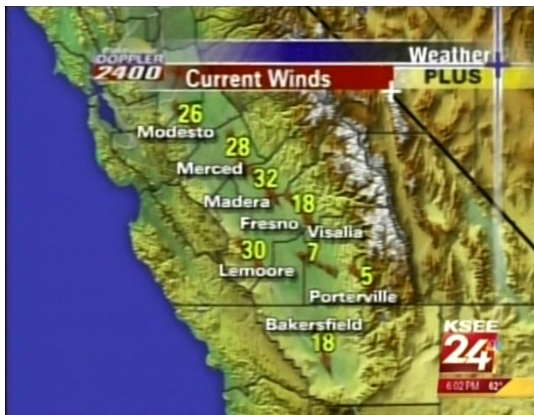 DOPPLER
2400
Weather
PLUS
Current Winds
26
Modesto
28
Merced
32
Madera
18
Fresno
Visalia
7
30
Lemoore
5
Porterville
Bakersfield
18
KSEE
24
6:02 PM 62°